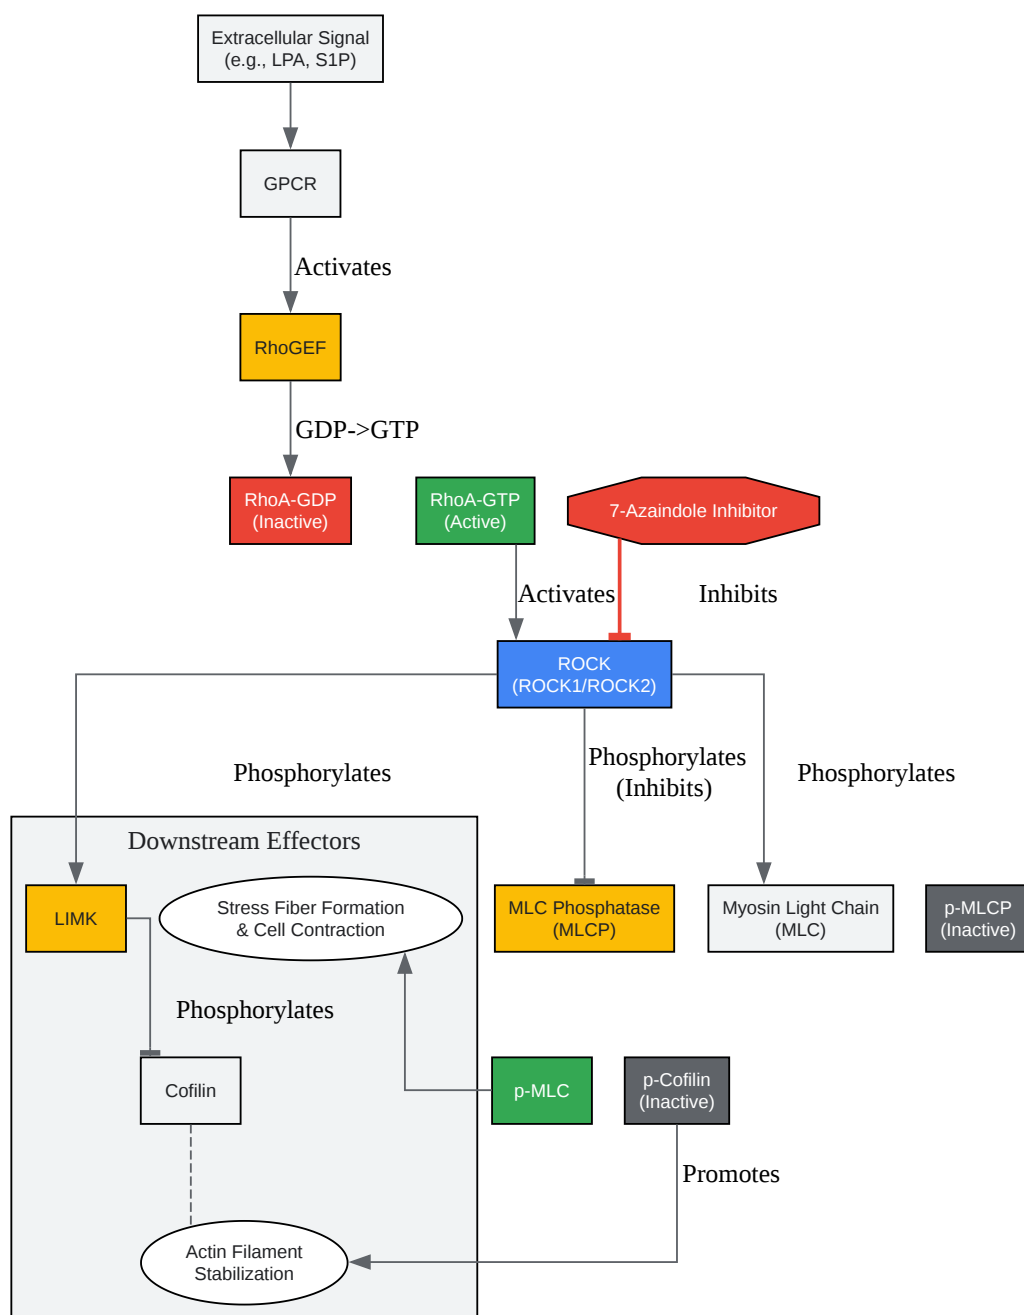 Extracellular Signal
(e.g., LPA, S1P)
GPCR
Activates
RhoGEF
GDP->GTP
RhoA-GDP
(Inactive)
RhoA-GTP
(Active)
7-Azaindole Inhibitor
Activates
Inhibits
ROCK
(ROCK1/ROCK2)
Phosphorylates
Phosphorylates
(Inhibits)
Phosphorylates
Downstream Effectors
LIMK
Stress Fiber Formation
& Cell Contraction
MLC Phosphatase
(MLCP)
Myosin Light Chain
(MLC)
p-MLCP
(Inactive)
Phosphorylates
Cofilin
p-MLC
p-Cofilin
(Inactive)
Promotes
Actin Filament
Stabilization